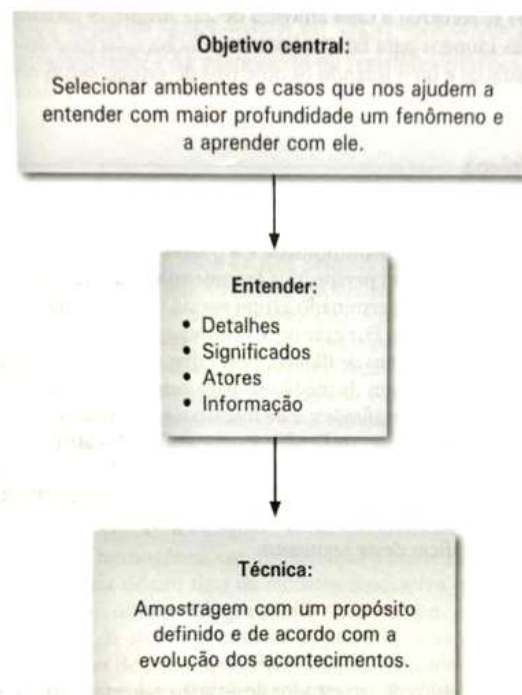 Objetivo central:
Selecionar ambientes e casos que nos ajudem a
entender com maior profundidade um fenômeno e
a aprender com ele.
Entender:
• Detalhes
• Significados
• Atores
• Informação
Técnica:
Amostragem com um propósito
definido e de acordo com a
evolução dos acontecimentos.